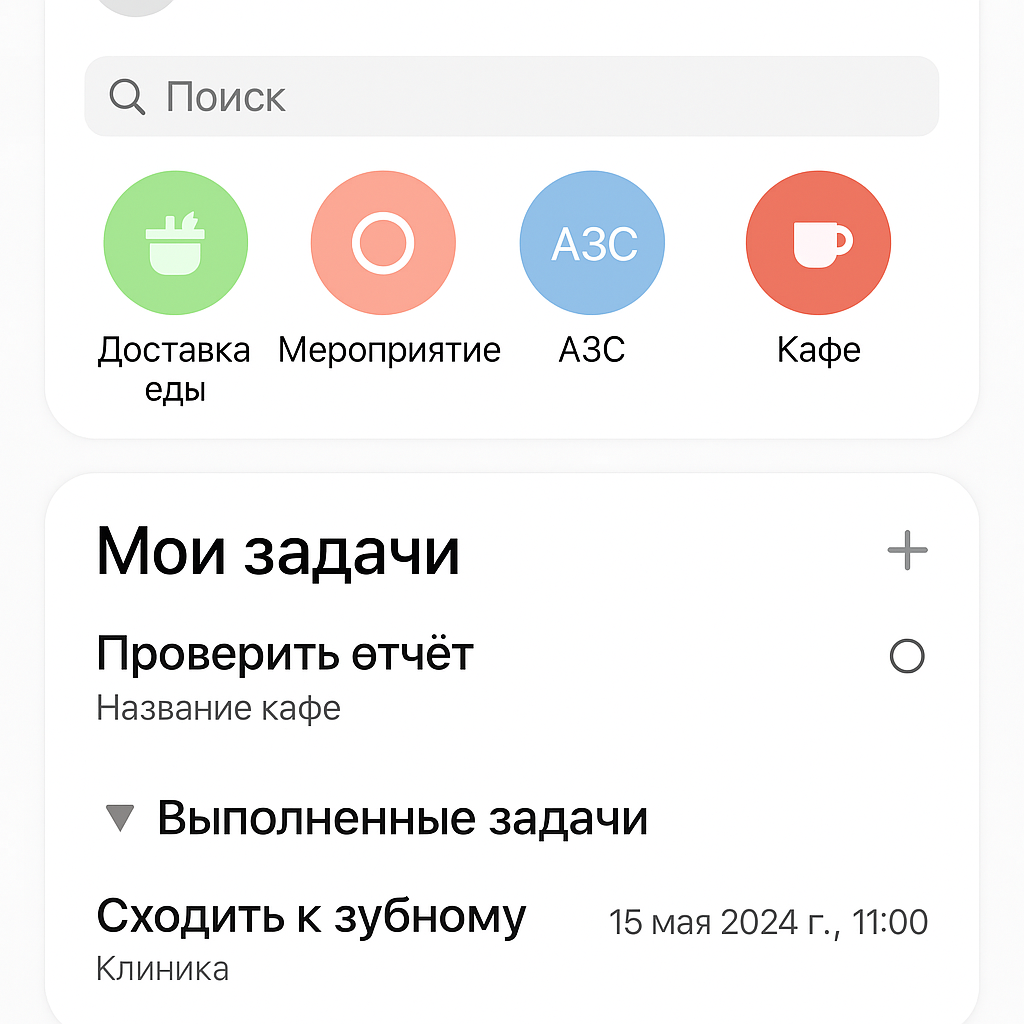 Поиск
АЗС
Доставка
еды
Мероприятие
АЗС
Кафе
Мои задачи
Проверить ѳтчёт
Название кафе
Выполненные задачи
Сходить к зубному
15 мая 2024 г., 11:00
Клиника